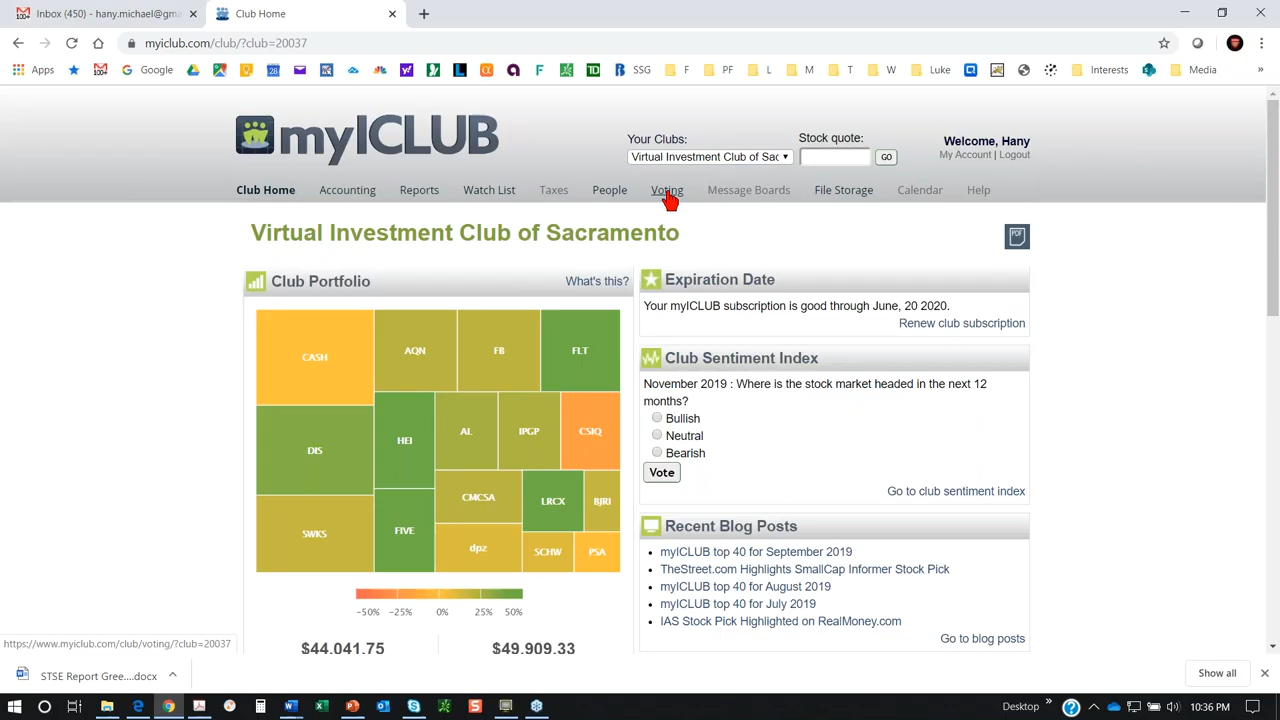 Inbox (450) - hany.michael@gma
Club Home
myiclub.com/club/?club=20037
Apps
Google
SSG
F
PF
L
M
T
W
Luke
Interests
Media
»
myICLUB
Your Clubs:
Virtual Investment Club of Sac
Stock quote:
GO
Welcome, Hany
My Account | Logout
Club Home
Accounting
Reports
Watch List
Taxes
People
Voting
Message Boards
File Storage
Calendar
Help
Virtual Investment Club of Sacramento
PDF
Club Portfolio
What's this?
CASH
AQN
FB
FLT
DIS
HEI
AL
IPGP
CSIQ
SWKS
FIVE
CMCSA
LRCX
BJRI
dpz
SCHW
PSA
−50%
−25%
0%
25%
50%
$44,041.75
$49,909.33
Expiration Date
Your myICLUB subscription is good through June, 20 2020.
Renew club subscription
Club Sentiment Index
November 2019 : Where is the stock market headed in the next 12
months?
Bullish
Neutral
Bearish
Vote
Go to club sentiment index
Recent Blog Posts
myICLUB top 40 for September 2019
TheStreet.com Highlights SmallCap Informer Stock Pick
myICLUB top 40 for August 2019
myICLUB top 40 for July 2019
IAS Stock Pick Highlighted on RealMoney.com
Go to blog posts
https://www.myiclub.com/club/voting/?club=20037
STSE Report Gree....docx
Show all
Desktop
»
10:36 PM